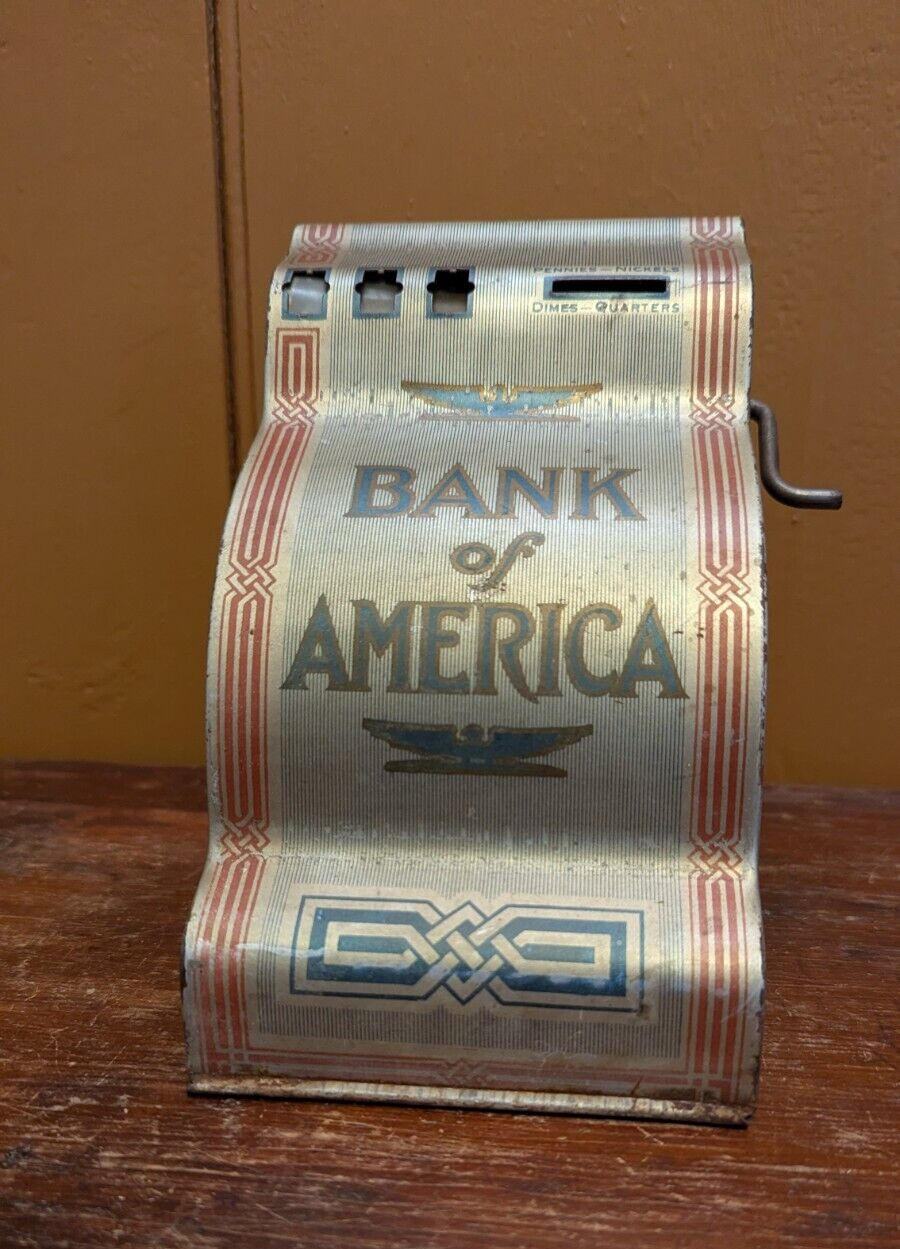 PENNIES - NICKELS
DIMES - QUARTERS
BANK
of
AMERICA